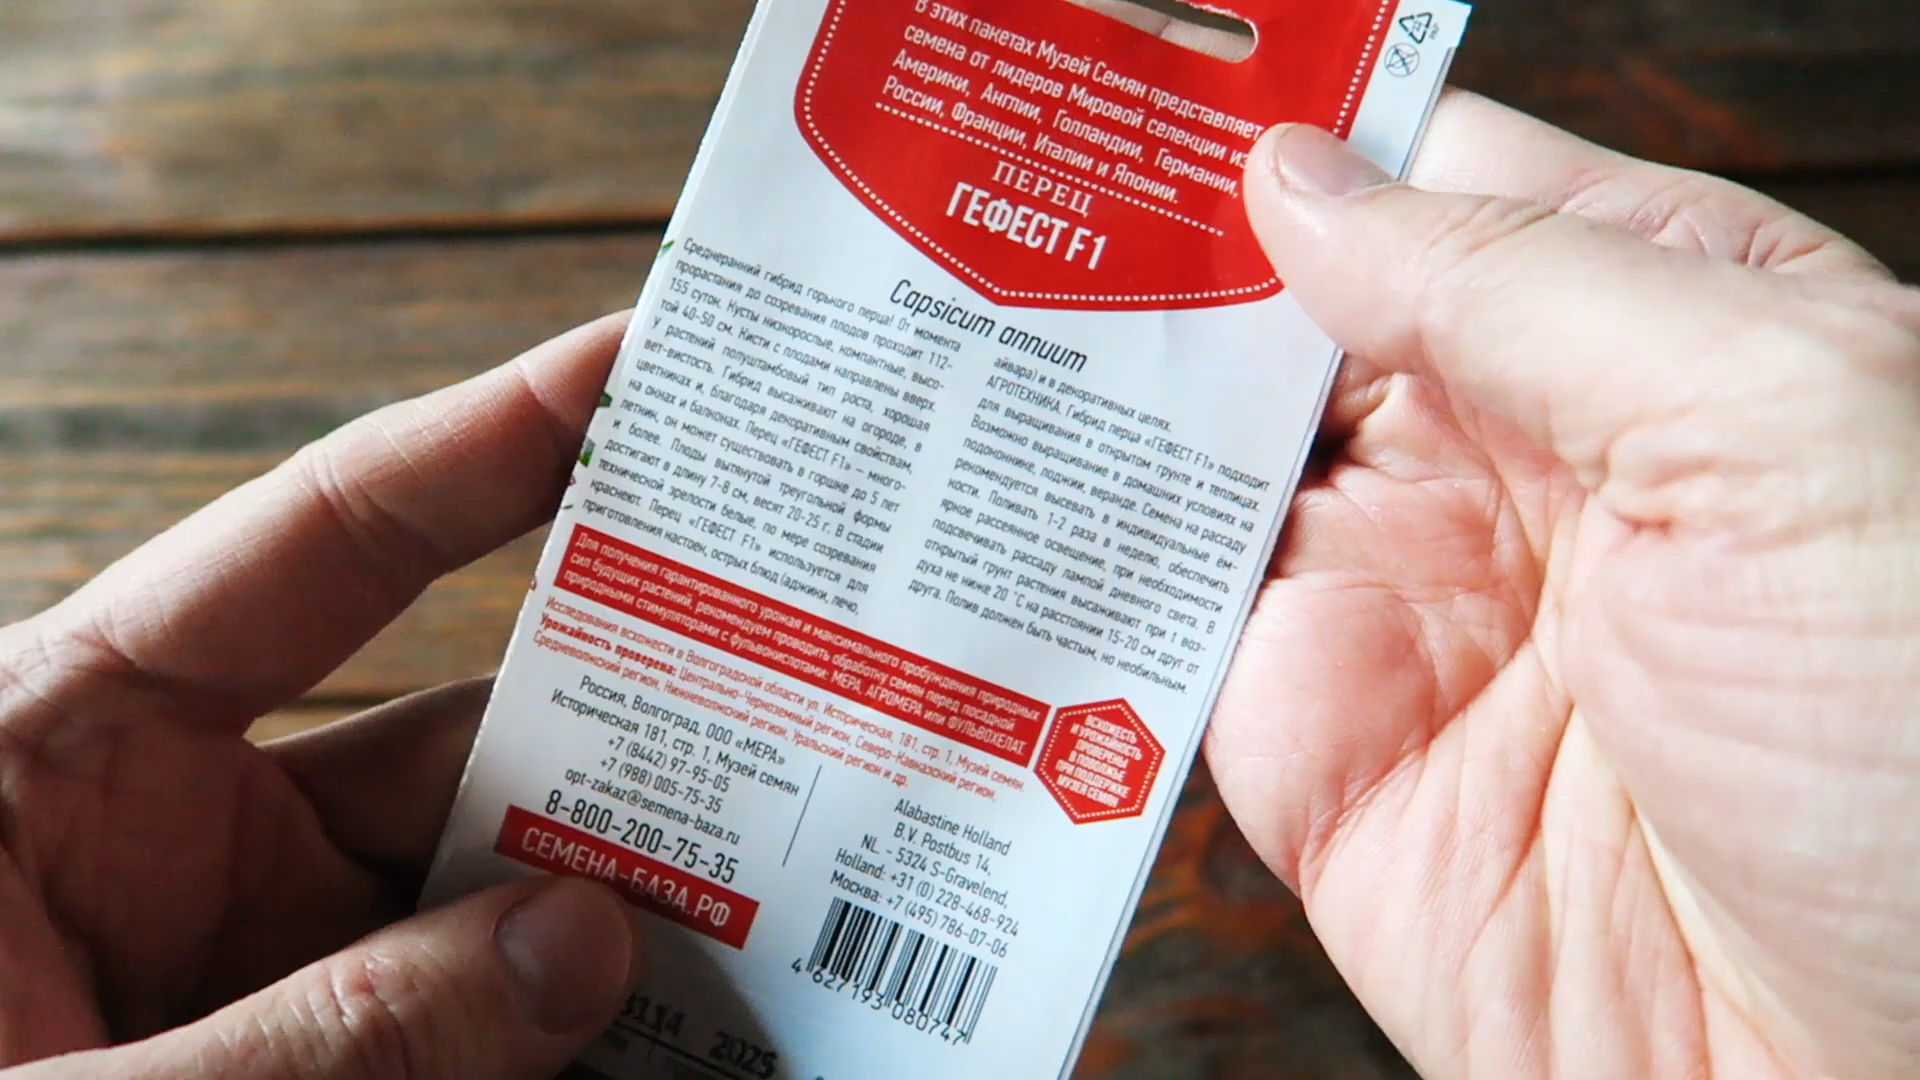 В этих пакетах Музей Семян представляет
семена от лидеров Мировой селекции из
Америки, Англии, Голландии, Германии,
России, Франции, Италии и Японии.
ПЕРЕЦ
ГЕФЕСТ F1
Capsicum annuum
Среднеранний гибрид горького перца! От момента
прорастания до созревания плодов проходит 112-
155 суток. Кусты низкорослые, компактные, высо-
той 40-50 см. Кисти с плодами направлены вверх.
У растений полуштамбовый тип роста, хорошая
вет-вистость. Гибрид высаживают на огороде, в
цветниках и, благодаря декоративным свойствам,
на окнах и балконах. Перец «ГЕФЕСТ F1» – много-
летник, он может существовать в горшке до 5 лет
и более. Плоды вытянутой треугольной формы
достигают в длину 7-8 см, весят 20-25 г. В стадии
технической зрелости белые, по мере созревания
краснеют. Перец «ГЕФЕСТ F1» используется для
приготовления настоек, острых блюд (аджики, лечо,
айвара) и в декоративных целях.
АГРОТЕХНИКА. Гибрид перца «ГЕФЕСТ F1» подходит
для выращивания в открытом грунте и теплицах.
Возможно выращивание в домашних условиях на
подоконнике, лоджии, веранде. Семена на рассаду
рекомендуется высевать в индивидуальные ём-
кости. Поливать 1-2 раза в неделю, обеспечить
яркое рассеянное освещение, при необходимости
подсвечивать рассаду лампой дневного света. В
открытый грунт растения высаживают при t воз-
духа не ниже 20 °C на расстоянии 15-20 см друг от
друга. Полив должен быть частым, но необильным.
Для получения гарантированного урожая и максимального пробуждения природных
сил будущих растений, рекомендуем проводить обработку семян перед посадкой
природными стимуляторами с фульвокислотами: МЕРА, АГРОМЕРА или ФУЛЬВОХЕЛАТ.
Исследования всхожести в Волгоградской области ул. Историческая, 181, стр. 1, Музей семян.
Урожайность проверена: Центрально-Черноземный регион, Северо-Кавказский регион,
Средневолжский регион, Нижневолжский регион, Уральский регион и др.
ВСХОЖЕСТЬ
И УРОЖАЙНОСТЬ
ПРОВЕРЕНЫ
В ПОВОЛЖЬЕ
ПРИ ПОДДЕРЖКЕ
МУЗЕЯ СЕМЯН
Россия, Волгоград, ООО «МЕРА»
Историческая 181, стр. 1, Музей семян
+7 (8442) 97-95-05
+7 (988) 005-75-35
opt-zakaz@semena-baza.ru
8-800-200-75-35
СЕМЕНА-БАЗА.РФ
Alabastine Holland
B.V. Postbus 14,
NL - 5324 S-Gravelend,
Holland: +31 (0) 228-468-924
Москва: +7 (495) 786-07-06
4 627193 080747
2025